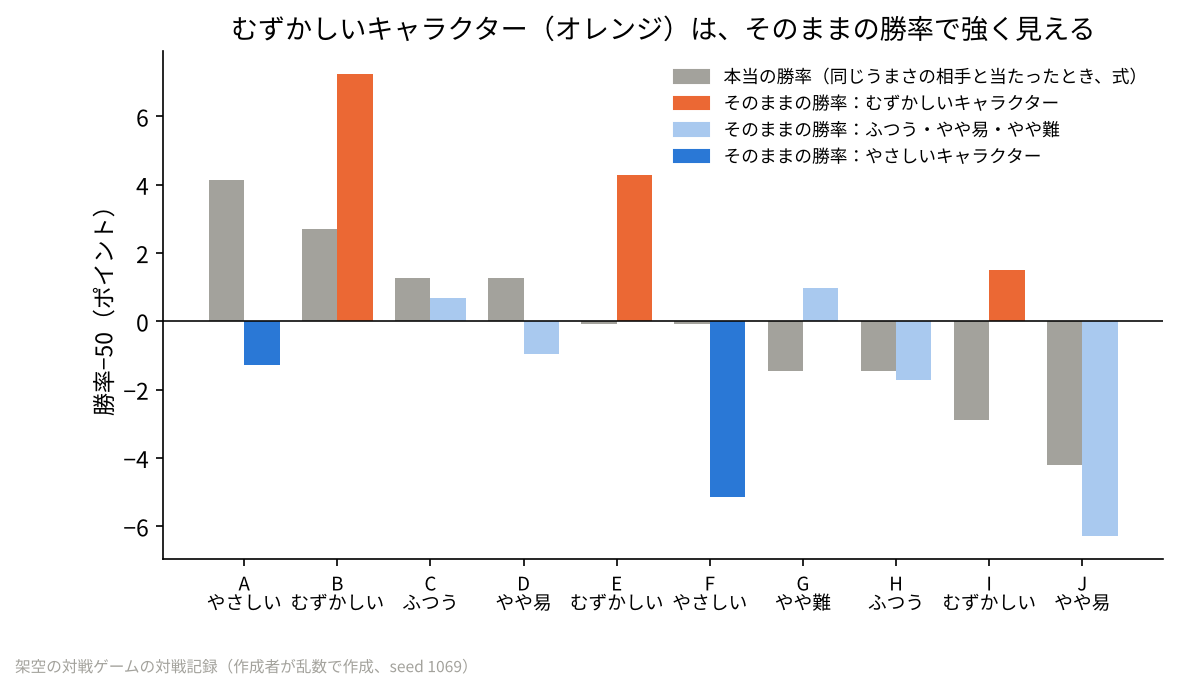 むずかしいキャラクター（オレンジ）は、そのままの勝率で強く見える
本当の勝率（同じうまさの相手と当たったとき、式）
そのままの勝率：むずかしいキャラクター
そのままの勝率：ふつう・やや易・やや難
そのままの勝率：やさしいキャラクター
勝率−50（ポイント）
6
4
2
0
−2
−4
−6
A B C D E F G H I J
やさしい むずかしい ふつう やや易 むずかしい やさしい やや難 ふつう むずかしい やや易
架空の対戦ゲームの対戦記録（作成者が乱数で作成、seed 1069）